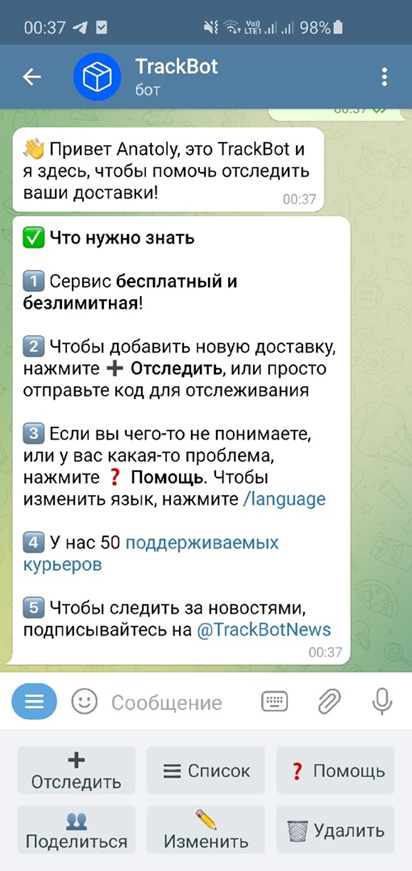 00:37 98%
TrackBot
бот
00:37
👋 Привет Anatoly, это TrackBot и
я здесь, чтобы помочь отследить
ваши доставки!
00:37
✅ Что нужно знать
1️⃣ Сервис бесплатный и
безлимитная!
2️⃣ Чтобы добавить новую доставку,
нажмите ➕ Отследить, или просто
отправьте код для отслеживания
3️⃣ Если вы чего-то не понимаете,
или у вас какая-то проблема,
нажмите ❓ Помощь. Чтобы
изменить язык, нажмите /language
4️⃣ У нас 50 поддерживаемых
курьеров
5️⃣ Чтобы следить за новостями,
подписывайтесь на @TrackBotNews
00:37
Сообщение
➕ Отследить
Список
❓ Помощь
👥 Поделиться
✏️ Изменить
🗑️ Удалить